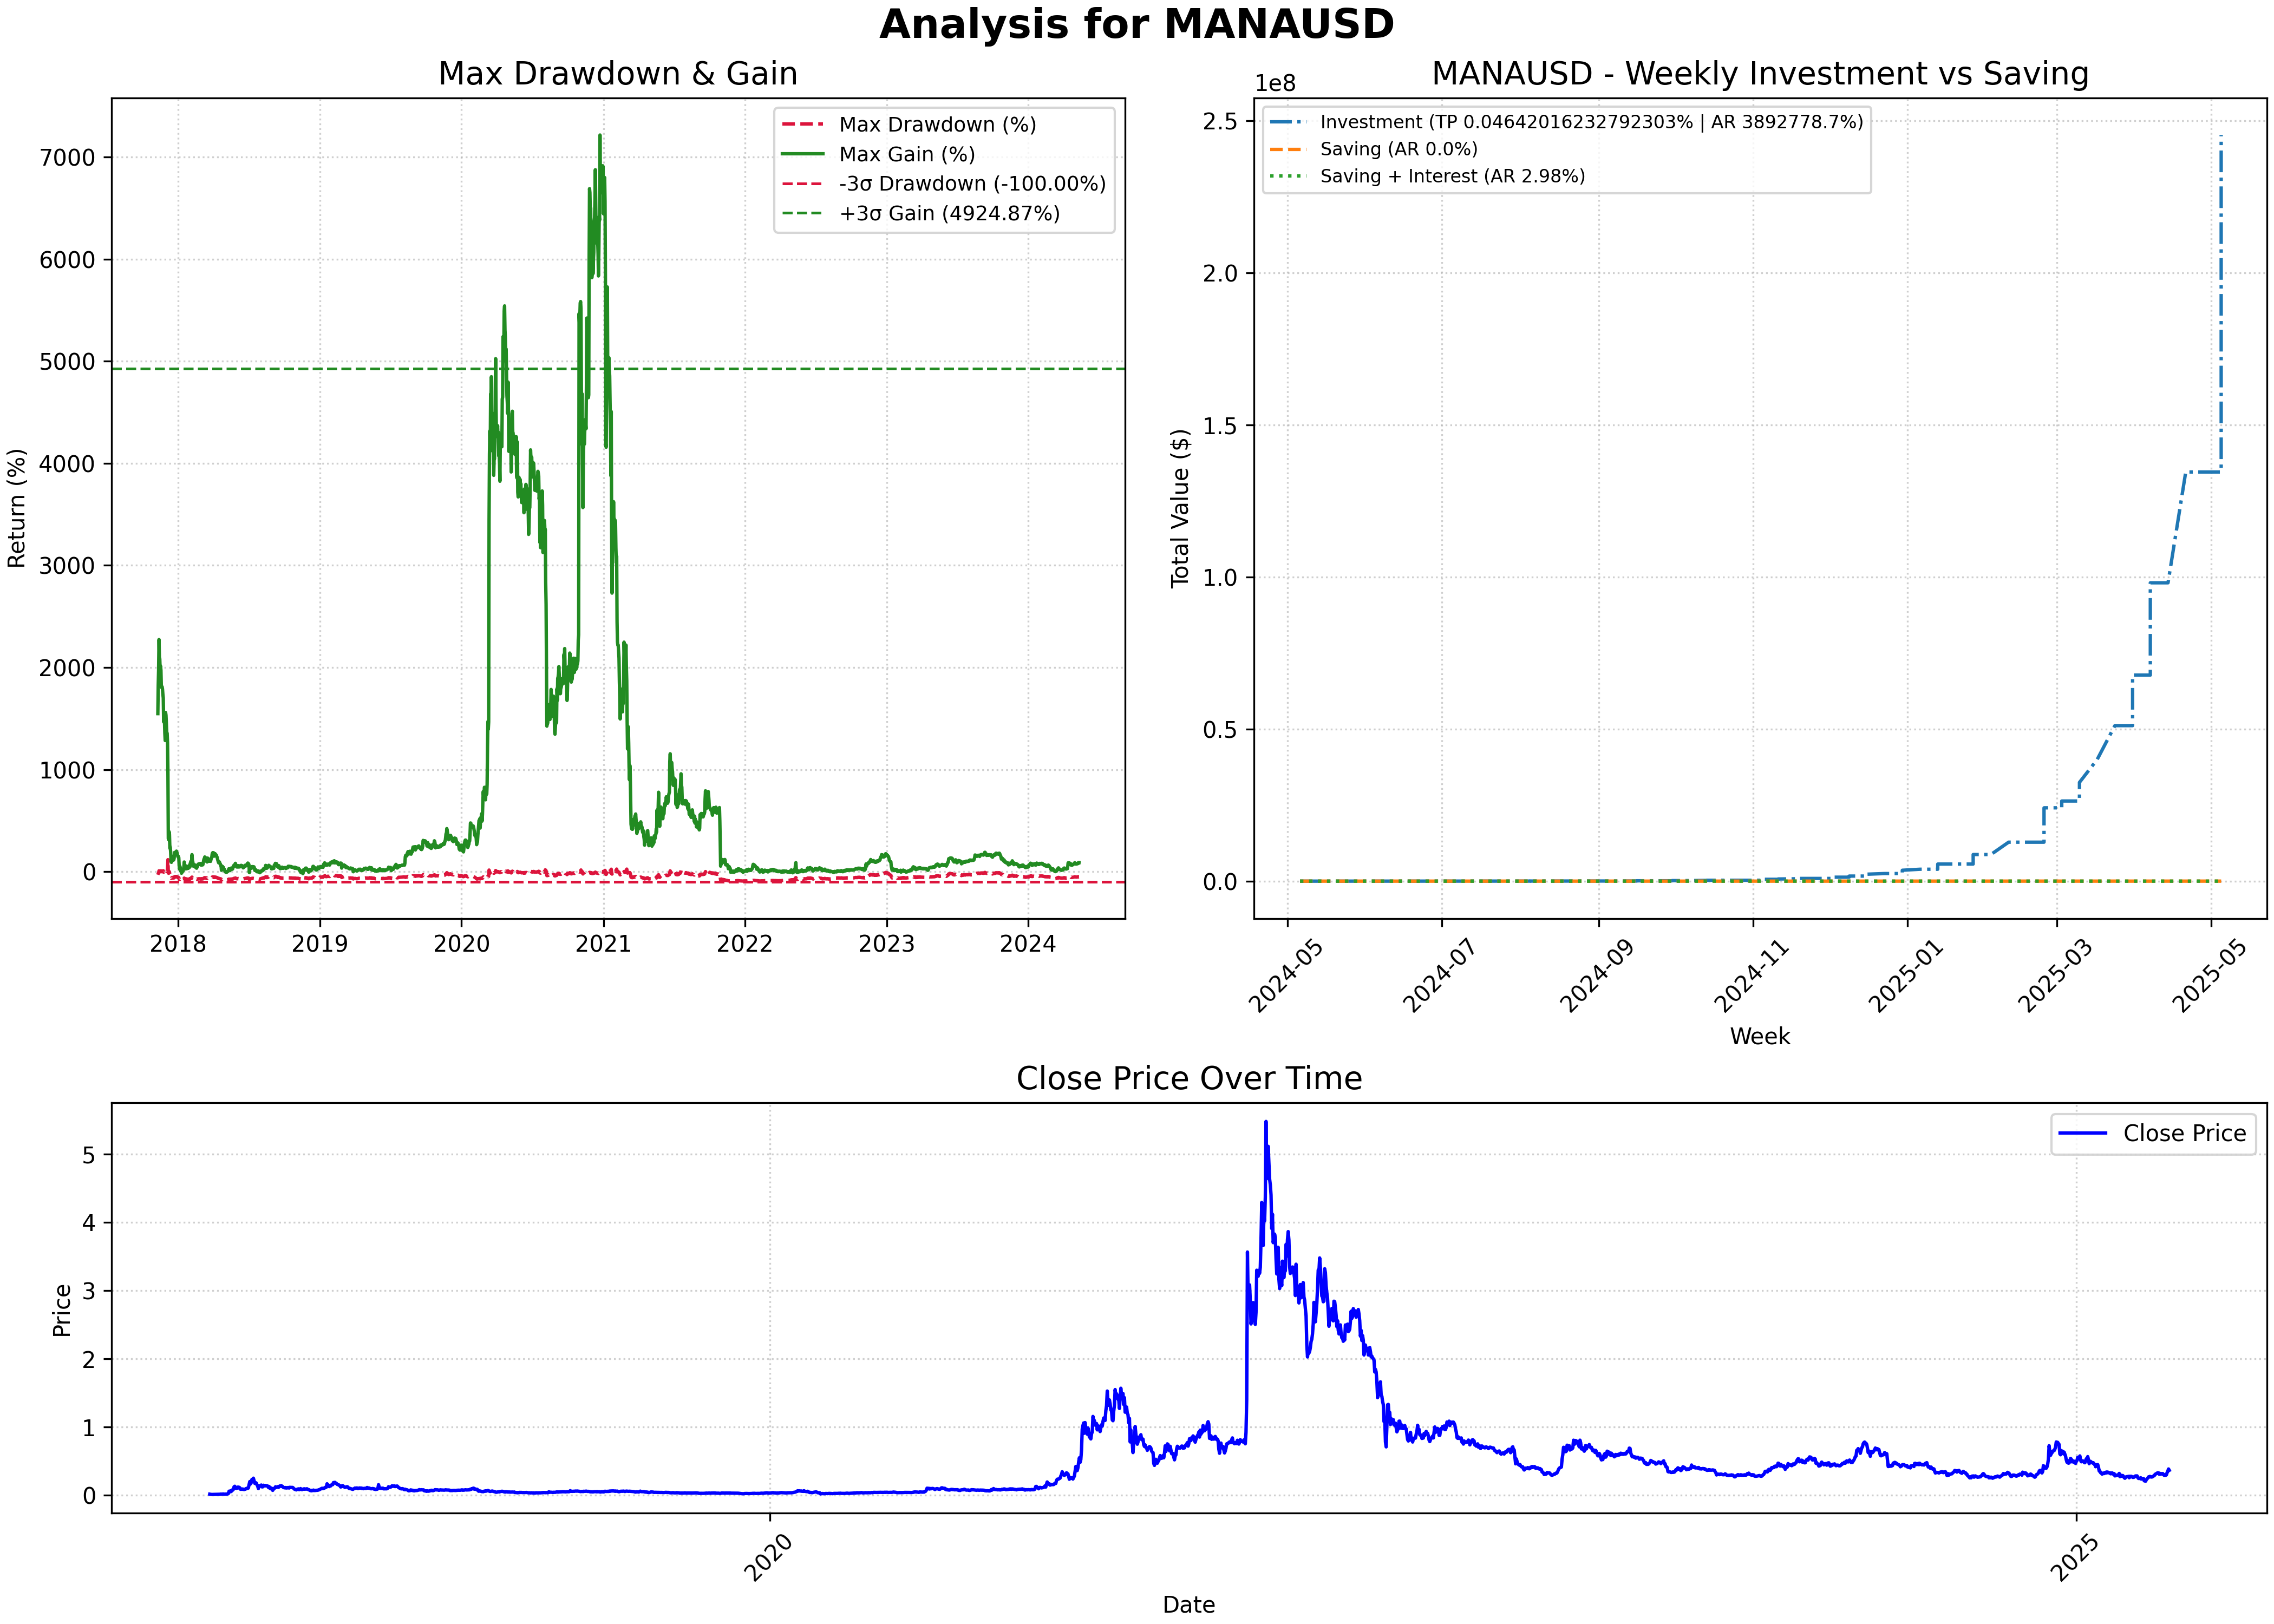 Analysis for MANAUSD
Max Drawdown & Gain
Return (%)
7000
6000
5000
4000
3000
2000
1000
0
2018
2019
2020
2021
2022
2023
2024
Max Drawdown (%)
Max Gain (%)
-3σ Drawdown (-100.00%)
+3σ Gain (4924.87%)
MANAUSD - Weekly Investment vs Saving
1e8
Total Value ($)
2.5
2.0
1.5
1.0
0.5
0.0
Investment (TP 0.04642016232792303% | AR 3892778.7%)
Saving (AR 0.0%)
Saving + Interest (AR 2.98%)
2024-05
2024-07
2024-09
2024-11
2025-01
2025-03
2025-05
Week
Close Price Over Time
Price
5
4
3
2
1
0
Close Price
2020
2025
Date